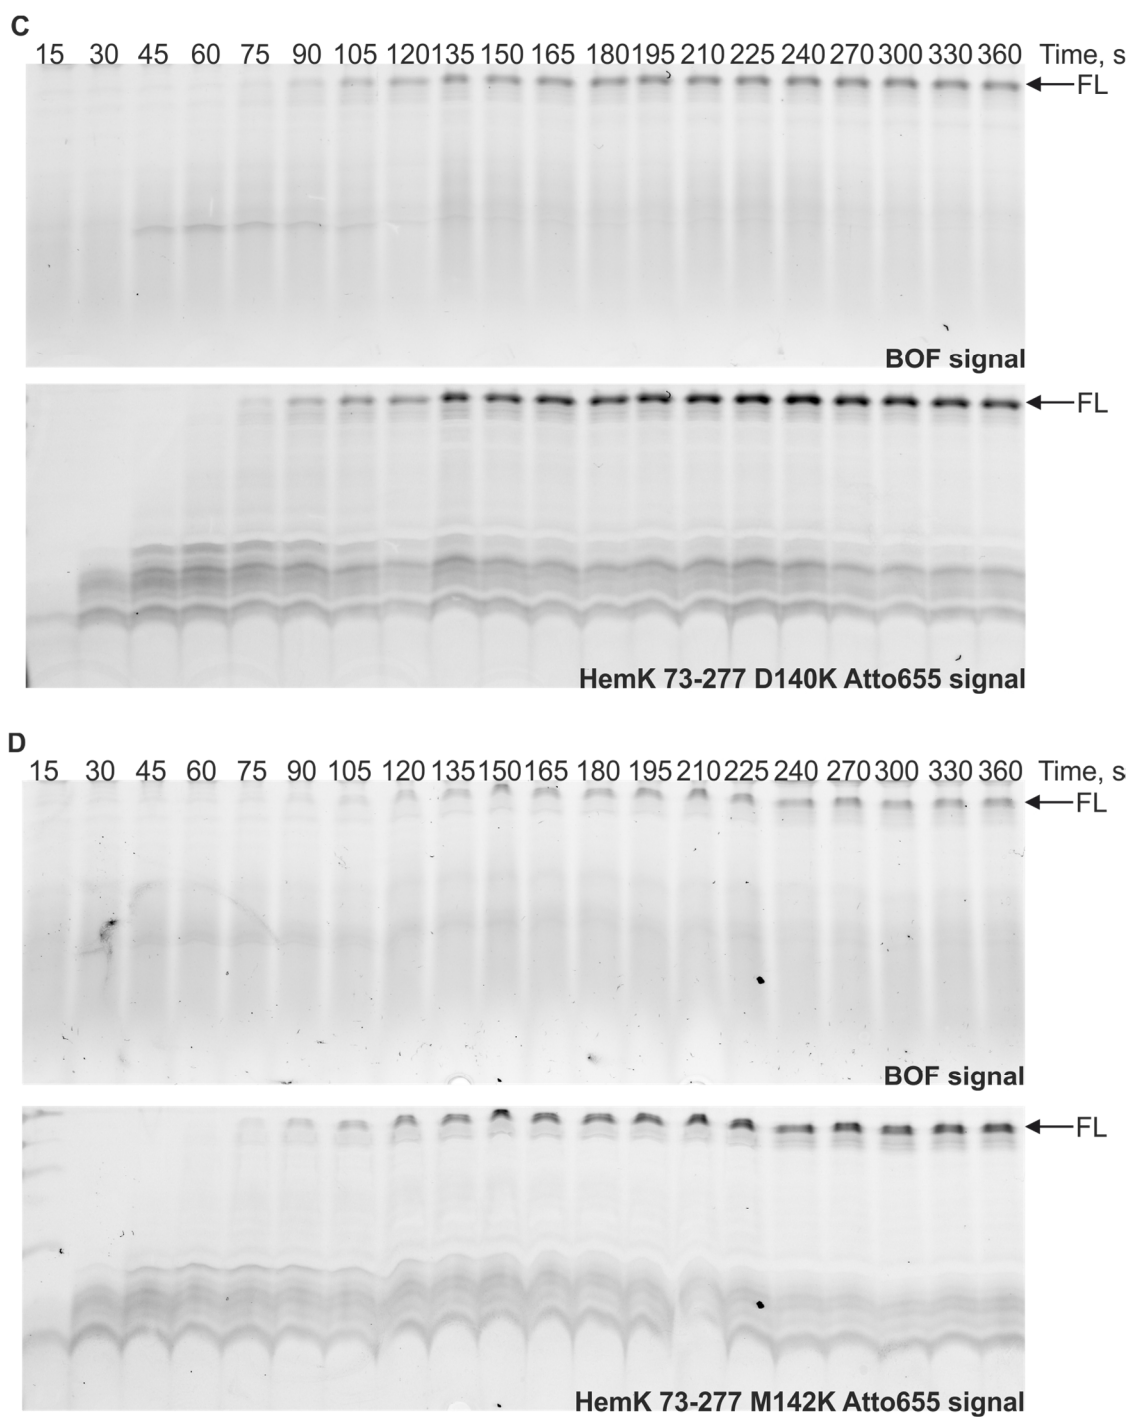 C
15 30 45 60 75 90 105 120 135 150 165 180 195 210 225 240 270 300 330 360 Time, s
FL
BOF signal
FL
HemK 73-277 D140K Atto655 signal
D
15 30 45 60 75 90 105 120 135 150 165 180 195 210 225 240 270 300 330 360 Time, s
FL
BOF signal
FL
HemK 73-277 M142K Atto655 signal